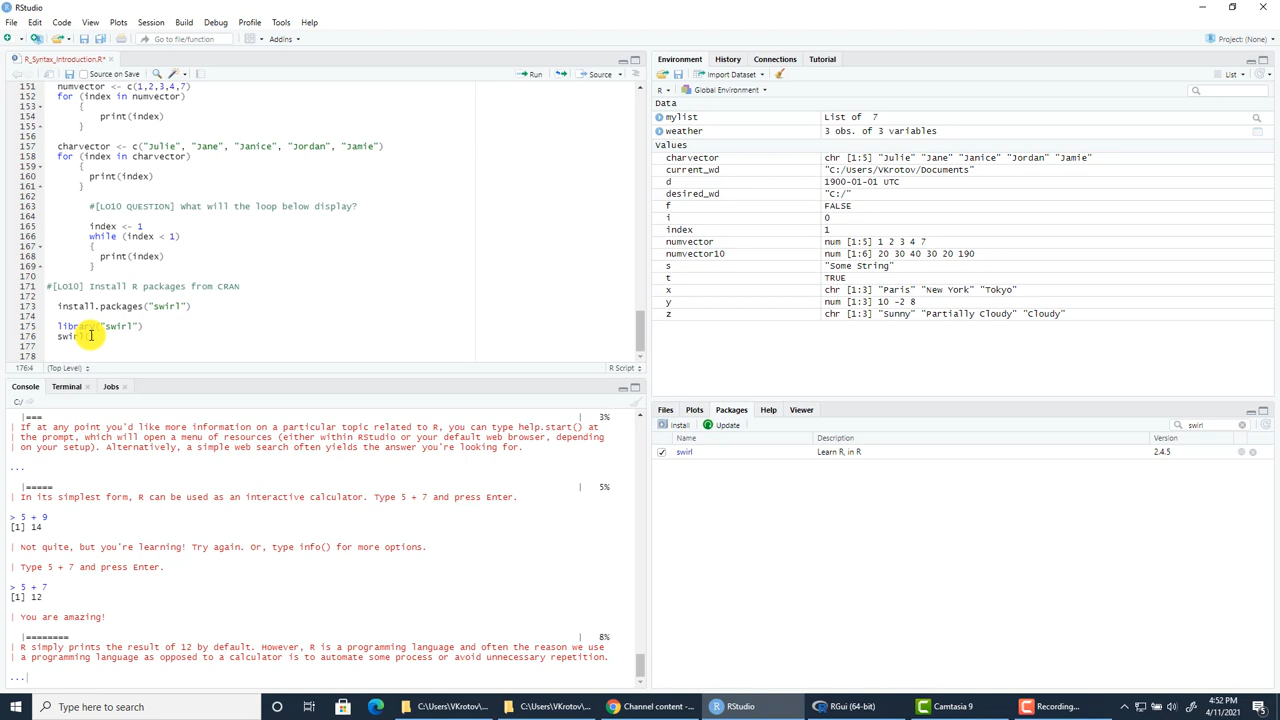 RStudio
File Edit Code View Plots Session Build Debug Profile Tools Help
Go to file/function Addins Project: (None)
R_Syntax_Introduction.R*
Source on Save Run Source
151 numvector <- c(1,2,3,4,7)
152 for (index in numvector)
153 {
154 print(index)
155 }
156
157 charvector <- c("Julie", "Jane", "Janice", "Jordan", "Jamie")
158 for (index in charvector)
159 {
160 print(index)
161 }
162
163 #[LO10 QUESTION] What will the loop below display?
164
165 index <- 1
166 while (index < 1)
167 {
168 print(index)
169 }
170
171 #[LO10] Install R packages from CRAN
172
173 install.packages("swirl")
174
175 library("swirl")
176 swirl(
177
178
176:4 (Top Level) R Script
Console Terminal Jobs
C:/
|=== | 3%
| If at any point you'd like more information on a particular topic related to R, you can type help.start() at
| the prompt, which will open a menu of resources (either within RStudio or your default web browser, depending
| on your setup). Alternatively, a simple web search often yields the answer you're looking for.
...
|===== | 5%
| In its simplest form, R can be used as an interactive calculator. Type 5 + 7 and press Enter.
> 5 + 9
[1] 14
| Not quite, but you're learning! Try again. Or, type info() for more options.
| Type 5 + 7 and press Enter.
> 5 + 7
[1] 12
| You are amazing!
|======== | 8%
| R simply prints the result of 12 by default. However, R is a programming language and often the reason we use
| a programming language as opposed to a calculator is to automate some process or avoid unnecessary repetition.
...
Environment History Connections Tutorial
Import Dataset List
R Global Environment
Data
mylist List of 7
weather 3 obs. of 3 variables
Values
charvector chr [1:5] "Julie" "Jane" "Janice" "Jordan" "Jamie"
current_wd "C:/Users/VKrotov/Documents"
d 1900-01-01 UTC
desired_wd "C:/"
f FALSE
i 0
index 1
numvector num [1:5] 1 2 3 4 7
numvector10 num [1:6] 20 30 40 30 20 190
s "Some String"
t TRUE
x chr [1:3] "Paris" "New York" "Tokyo"
y num [1:3] 10 -2 8
z chr [1:3] "Sunny" "Partially Cloudy" "Cloudy"
Files Plots Packages Help Viewer
Install Update swirl
Name Description Version
swirl Learn R, in R 2.4.5
Type here to search
C:\Users\VKrotov\... C:\Users\VKrotov\... Channel content -... RStudio RGui (64-bit) Camtasia 9 Recording...
4:52 PM
4/11/2021